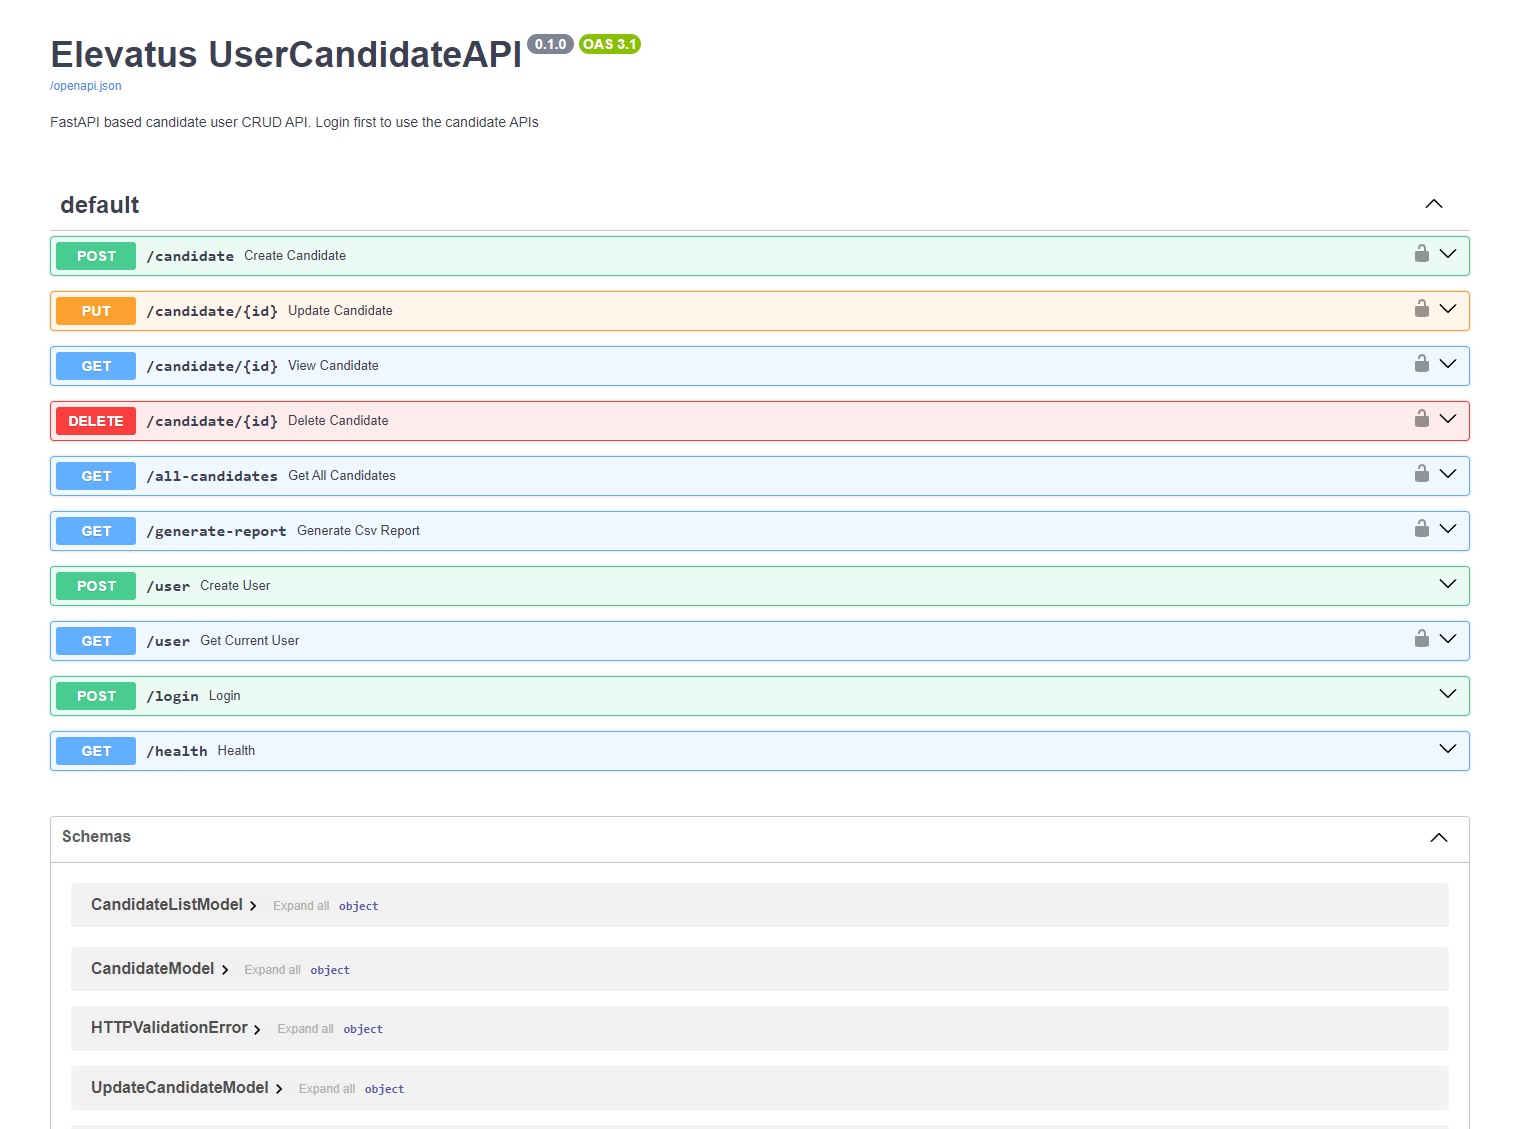 Elevatus UserCandidateAPI 0.1.0 OAS 3.1
/openapi.json
FastAPI based candidate user CRUD API. Login first to use the candidate APIs
default
POST /candidate Create Candidate
PUT /candidate/{id} Update Candidate
GET /candidate/{id} View Candidate
DELETE /candidate/{id} Delete Candidate
GET /all-candidates Get All Candidates
GET /generate-report Generate Csv Report
POST /user Create User
GET /user Get Current User
POST /login Login
GET /health Health
Schemas
CandidateListModel Expand all object
CandidateModel Expand all object
HTTPValidationError Expand all object
UpdateCandidateModel Expand all object